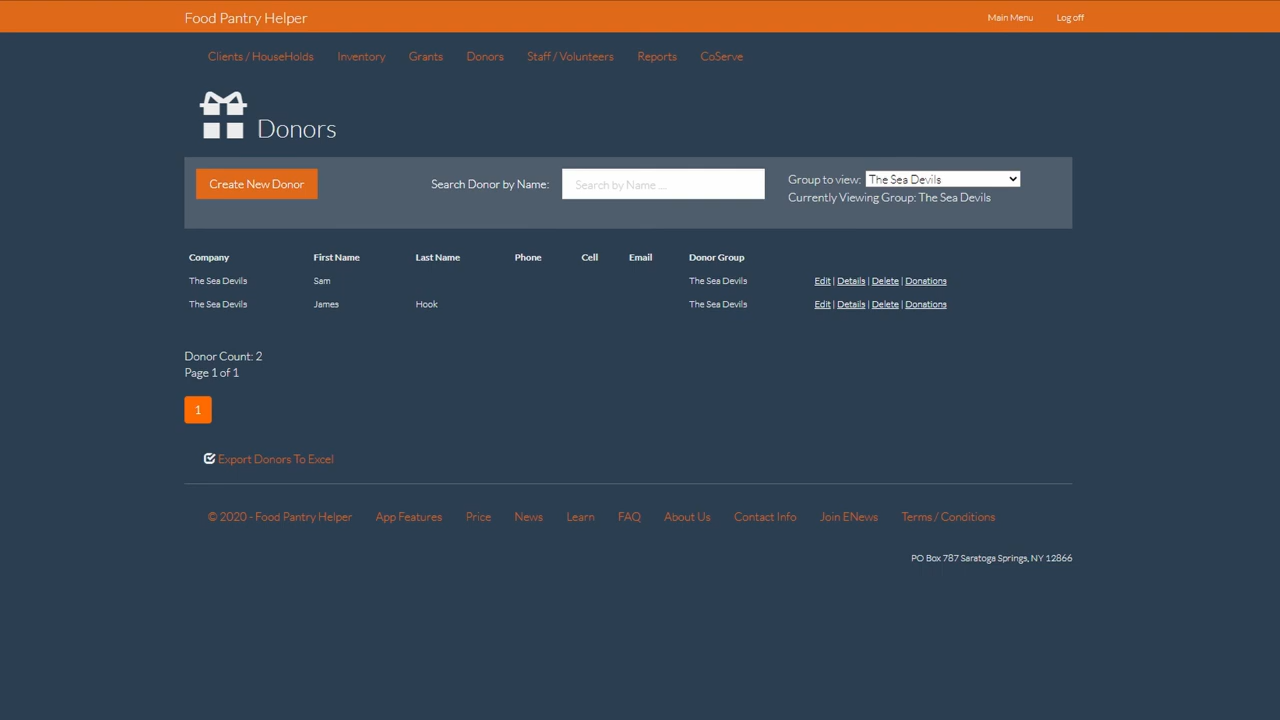 Food Pantry Helper Main Menu Log off
Clients / HouseHolds Inventory Grants Donors Staff / Volunteers Reports CoServe
Donors
Create New Donor Search Donor by Name: Search by Name ... Group to view: The Sea Devils
Currently Viewing Group: The Sea Devils
Company First Name Last Name Phone Cell Email Donor Group
The Sea Devils Sam The Sea Devils Edit | Details | Delete | Donations
The Sea Devils James Hook The Sea Devils Edit | Details | Delete | Donations
Donor Count: 2
Page 1 of 1
1
Export Donors To Excel
© 2020 - Food Pantry Helper App Features Price News Learn FAQ About Us Contact Info Join ENews Terms / Conditions
PO Box 787 Saratoga Springs, NY 12866